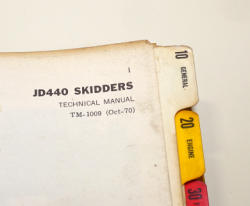 1
JD440 SKIDDERS
TECHNICAL MANUAL
TM-1009 (Oct-70)
10
GENERAL
20
ENGINE
30